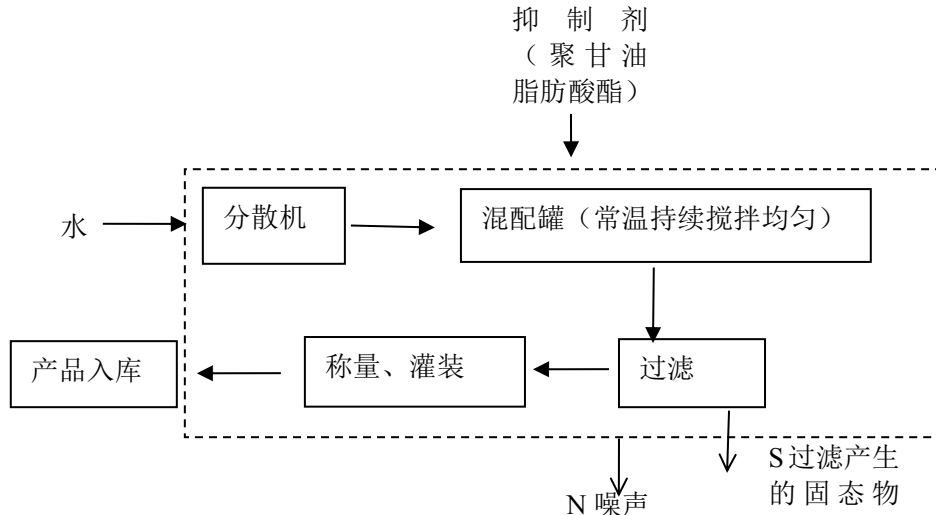 抑制剂
（聚甘油
脂肪酸酯）
水
分散机
混配罐（常温持续搅拌均匀）
产品入库
称量、灌装
过滤
S过滤产生
的固态物
N 噪声